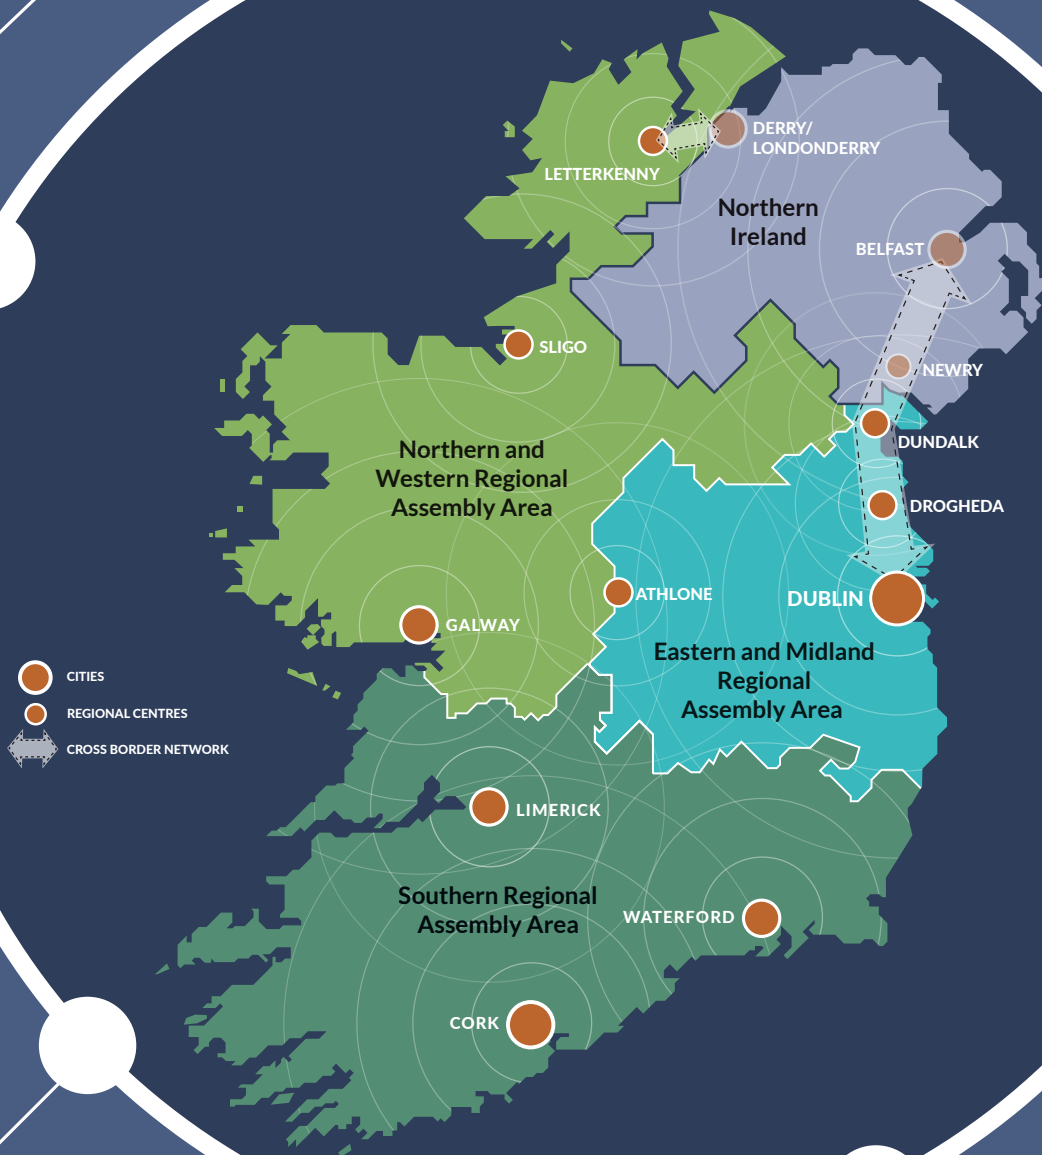 DERRY/
LONDONDERRY
LETTERKENNY
Northern
Ireland
BELFAST
SLIGO
NEWRY
Northern and
Western Regional
Assembly Area
DUNDALK
DROGHEDA
ATHLONE
DUBLIN
GALWAY
Eastern and Midland
Regional
Assembly Area
CITIES
REGIONAL CENTRES
CROSS BORDER NETWORK
LIMERICK
Southern Regional
Assembly Area
WATERFORD
CORK